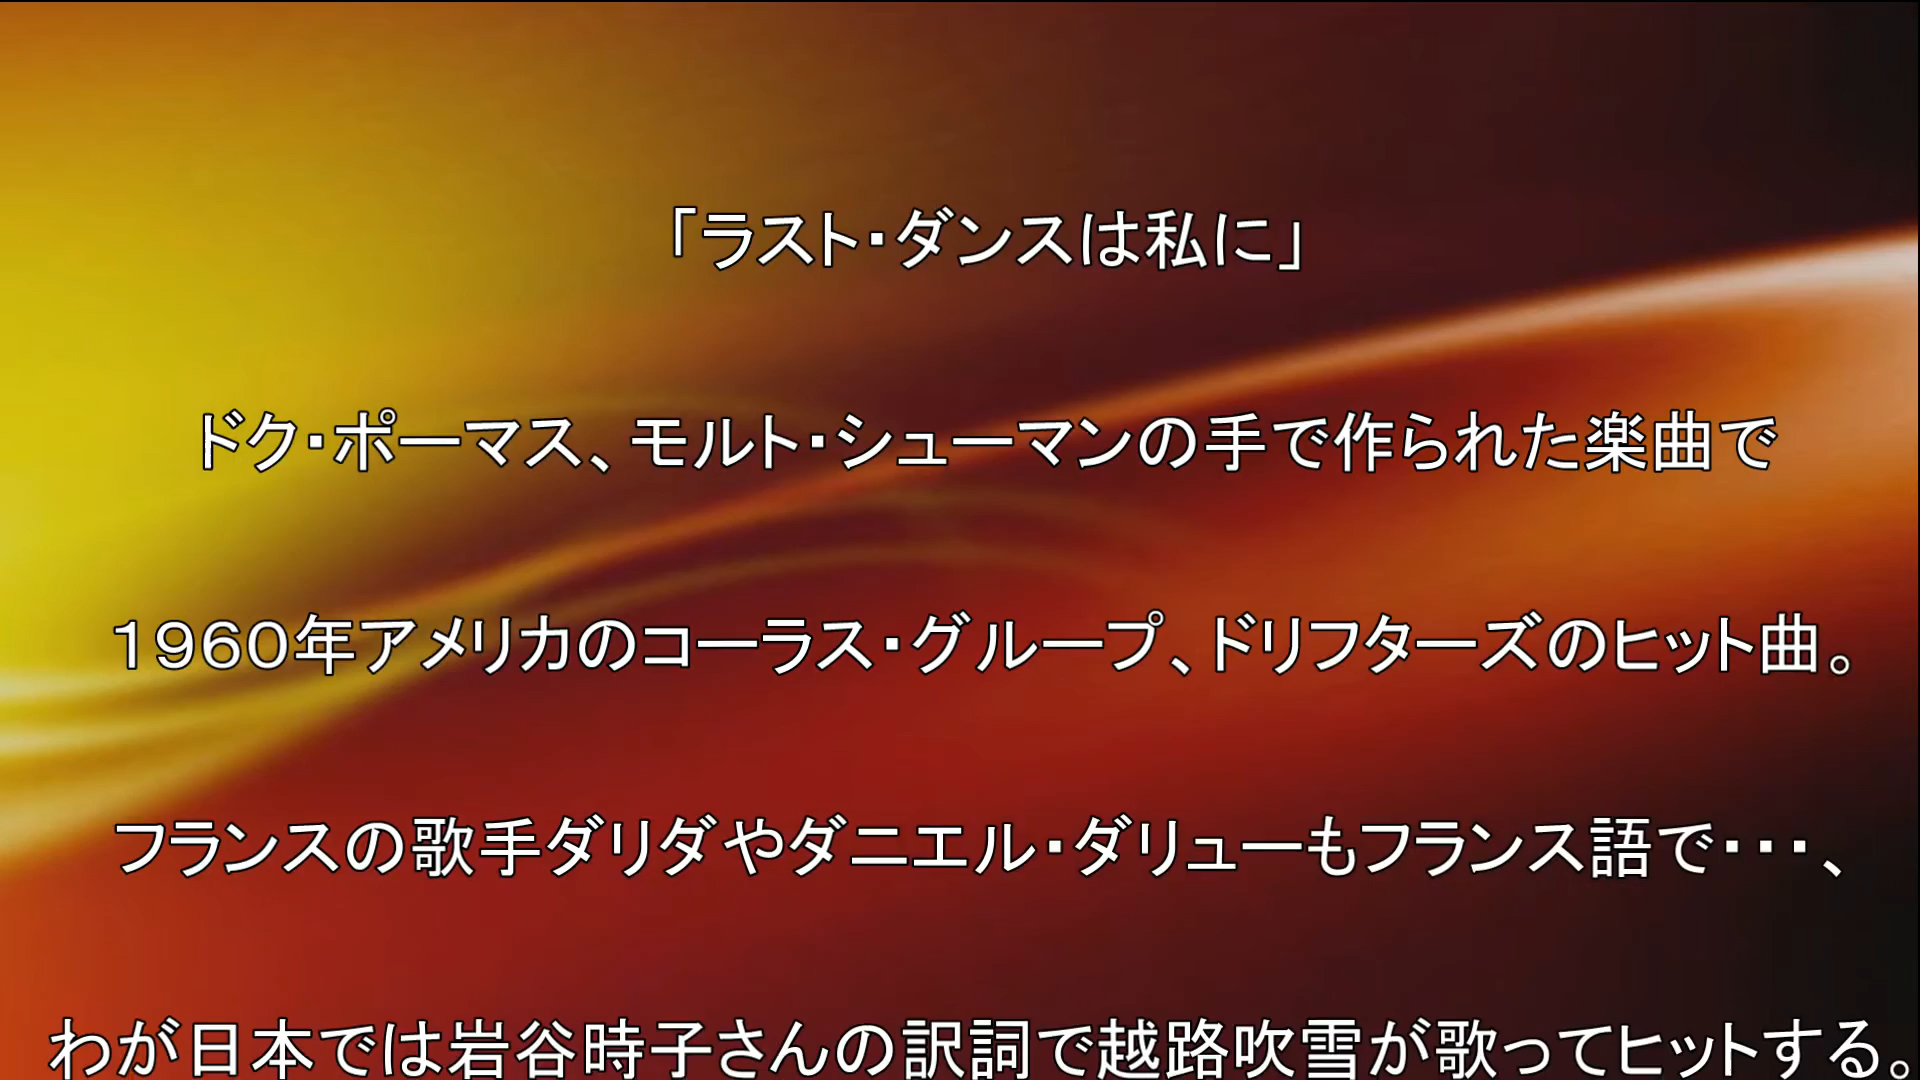 「ラスト・ダンスは私に」
ドク・ポーマス、モルト・シューマンの手で作られた楽曲で
１９６０年アメリカのコーラス・グループ、ドリフターズのヒット曲。
フランスの歌手ダリダやダニエル・ダリューもフランス語で・・・、
わが日本では岩谷時子さんの訳詞で越路吹雪が歌ってヒットする。